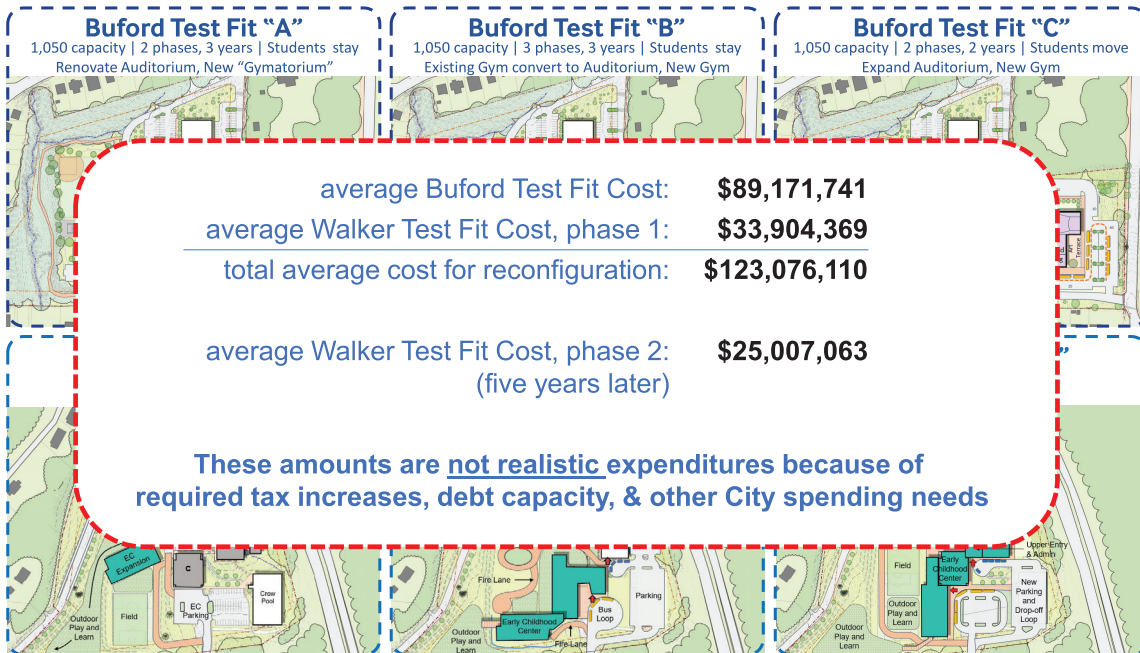 Buford Test Fit “A”
1,050 capacity | 2 phases, 3 years | Students stay
Renovate Auditorium, New “Gymatorium”
Buford Test Fit “B”
1,050 capacity | 3 phases, 3 years | Students stay
Existing Gym convert to Auditorium, New Gym
Buford Test Fit “C”
1,050 capacity | 2 phases, 2 years | Students move
Expand Auditorium, New Gym
average Buford Test Fit Cost: $89,171,741
average Walker Test Fit Cost, phase 1: $33,904,369
total average cost for reconfiguration: $123,076,110
average Walker Test Fit Cost, phase 2: $25,007,063
(five years later)
These amounts are not realistic expenditures because of
required tax increases, debt capacity, & other City spending needs
Art
Terrace
EC
Expansion
C
Crow
Pool
EC
Parking
Field
Outdoor
Play and
Learn
Fire Lane
Parking
Bus
Loop
Early Childhood
Center
Fire Lane
Outdoor
Play and
Learn
Upper Entry
& Admin
Early
Childhood
Center
Field
New
Parking
and
Drop-off
Loop
Outdoor
Play and
Learn
Outdoor
Play and
Learn